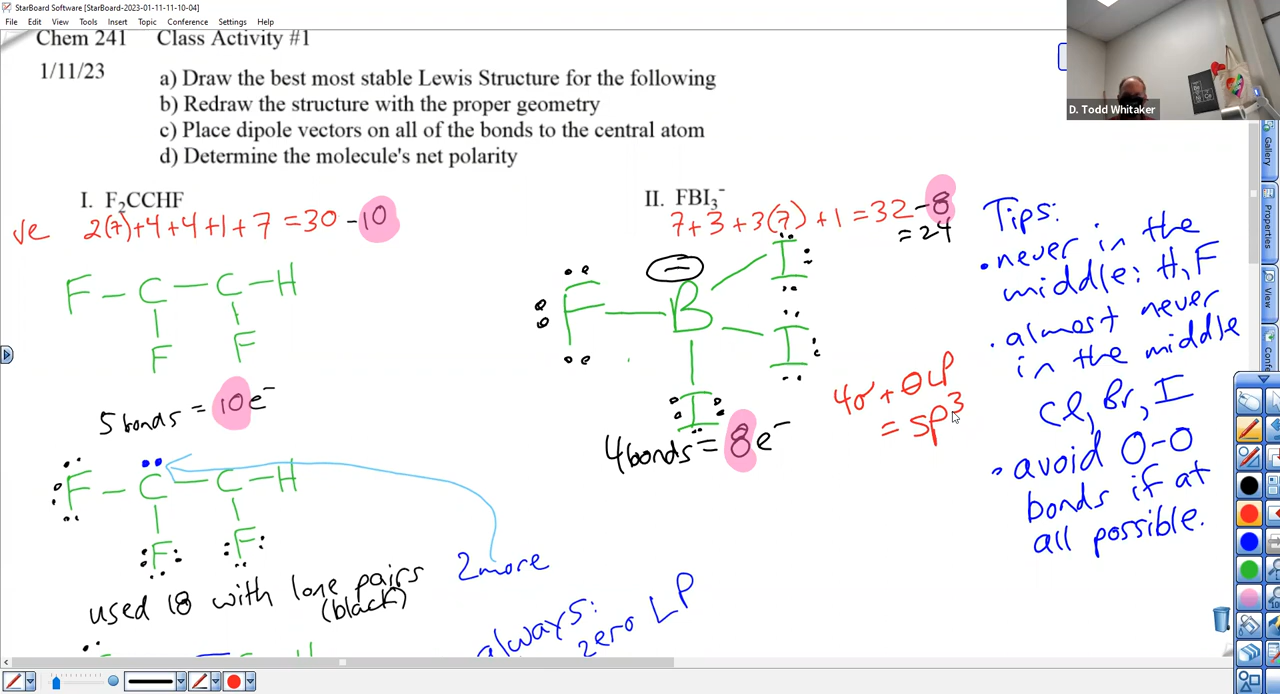 StarBoard Software [StarBoard-2023-01-11-11-10-04]
File Edit View Tools Insert Topic Conference Settings Help
Chem 241 Class Activity #1
1/11/23
a) Draw the best most stable Lewis Structure for the following
b) Redraw the structure with the proper geometry
c) Place dipole vectors on all of the bonds to the central atom
d) Determine the molecule's net polarity
D. Todd Whitaker
I. F₂CCHF
ve 2(7)+4+4+1+7=30-10
F-C-C-H
F F
5 bonds = 10e⁻
F-C-C-H
F F
2 more
used 18 with lone pairs
(black)
II. FBI₃⁻
7+3+3(7)+1=32-8
=24
I
F B
I
I
4 bonds = 8e⁻
4σ + 0LP
= sp³
always:
zero LP
Tips:
• never in the
middle: H, F
• almost never
in the middle
Cl, Br, I
• avoid O-O
bonds if at
all possible.
Gallery
Properties
View